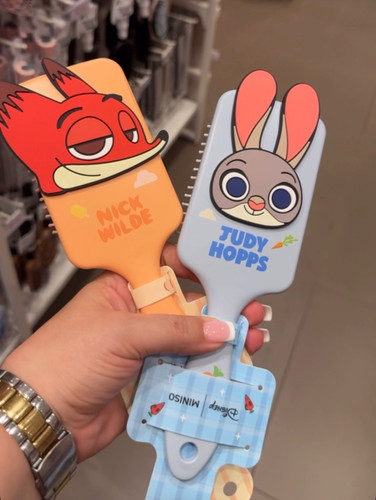 NICK
WILDE
JUDY
HOPPS
Disney | MINISO